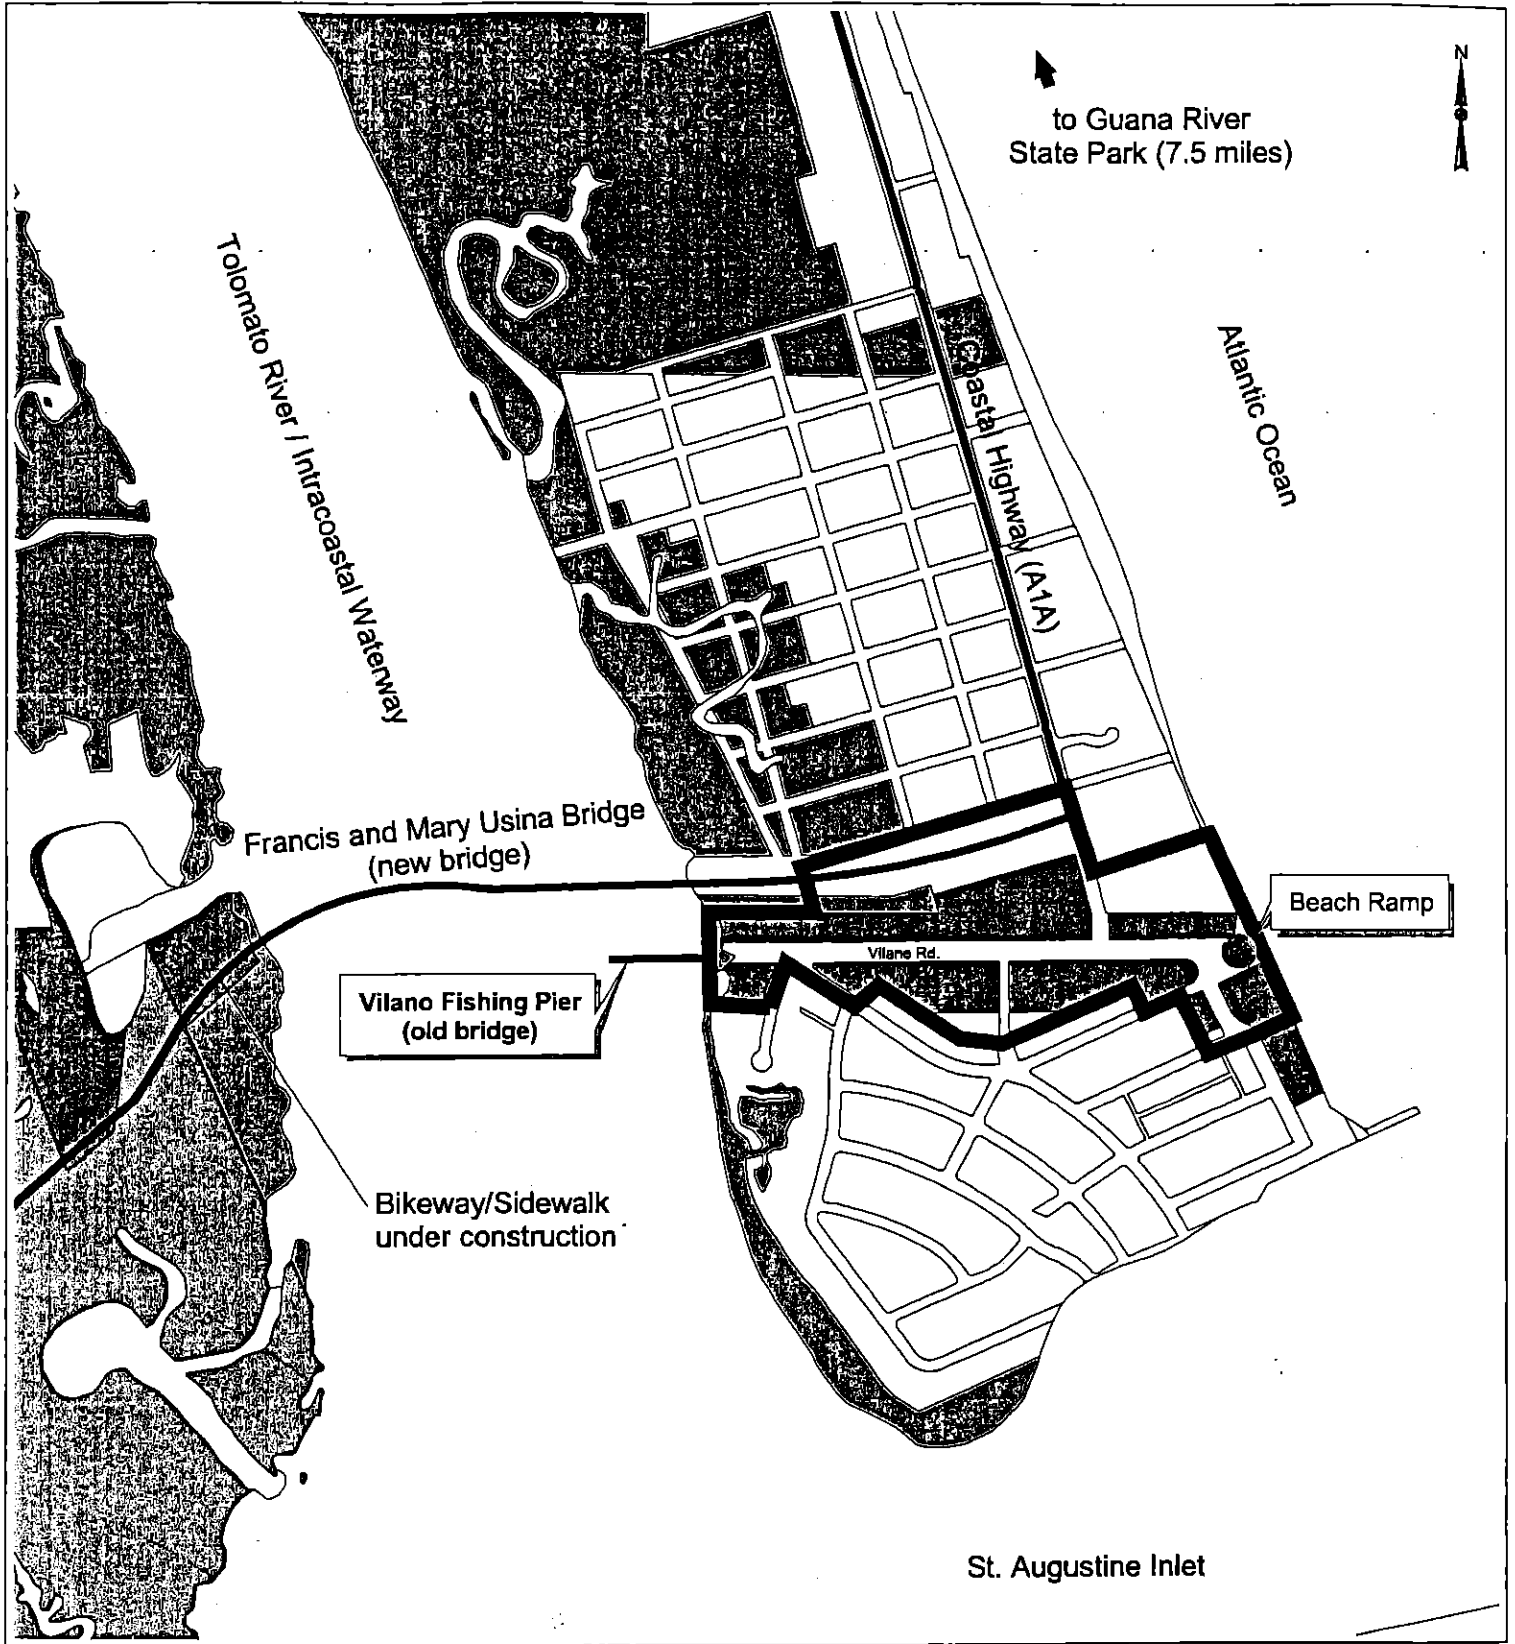 N
to Guana River
State Park (7.5 miles)
Tolomato River / Intracoastal Waterway
Atlantic Ocean
Coastal Highway (A1A)
Francis and Mary Usina Bridge
(new bridge)
Beach Ramp
Vilano Rd.
Vilano Fishing Pier
(old bridge)
Bikeway/Sidewalk
under construction
St. Augustine Inlet